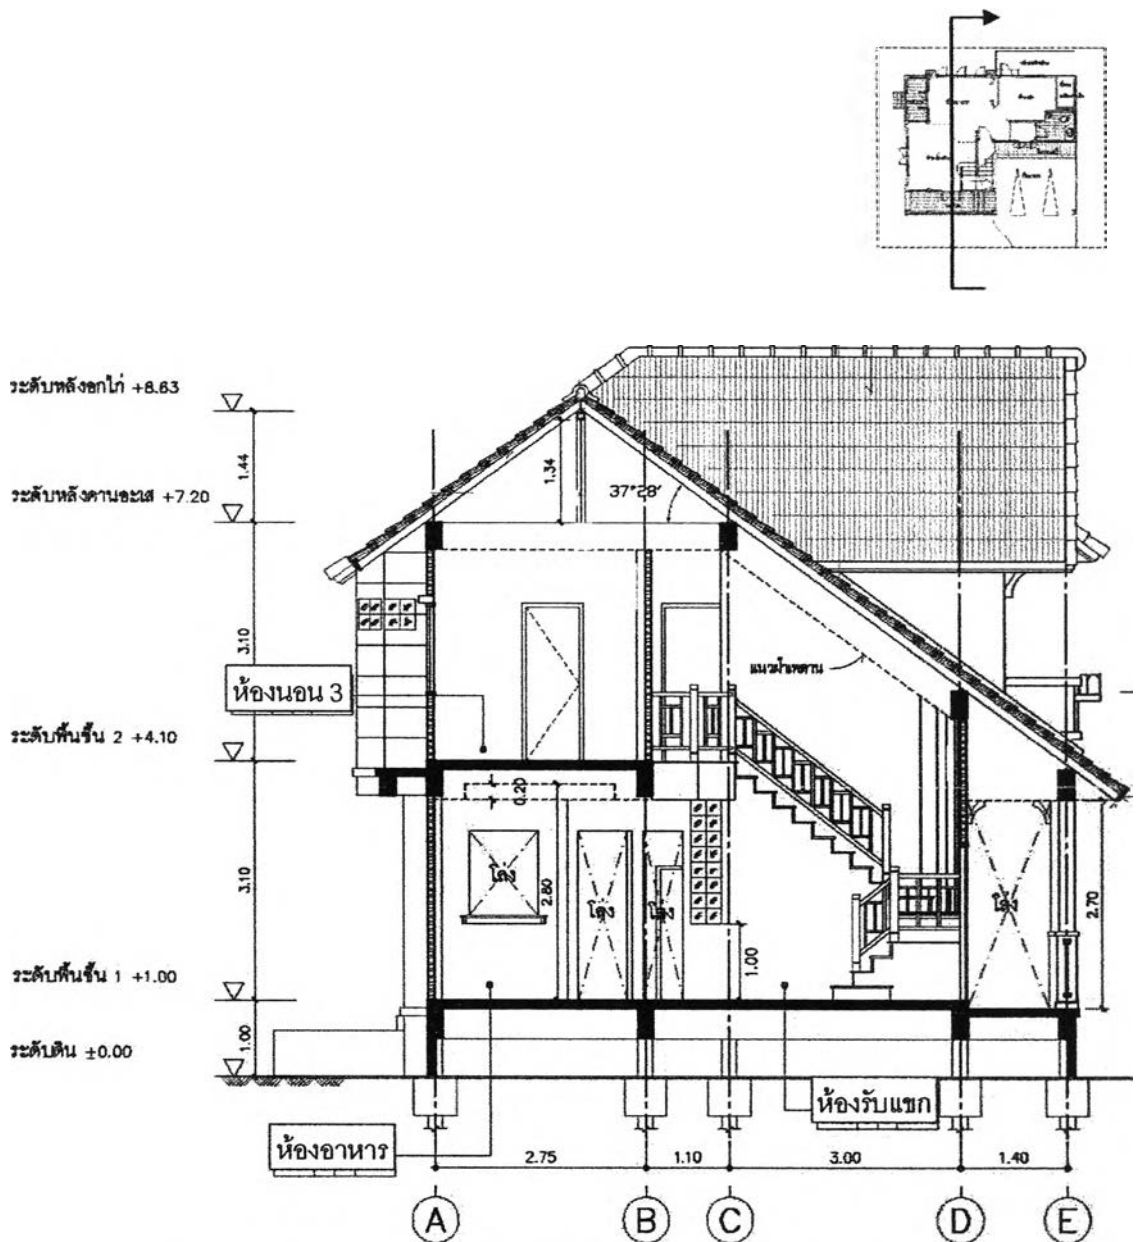 ระดับหลังอกไก่ +8.63
1.44
1.34
37°28'
ระดับหลังคานอะเส +7.20
3.10
แนวฝ้าเพดาน
ห้องนอน 3
ระดับพื้นชั้น 2 +4.10
0.20
3.10
โล่ง
2.80
โล่ง
โล่ง
โล่ง
2.70
1.00
ระดับพื้นชั้น 1 +1.00
1.00
ระดับดิน ±0.00
ห้องรับแขก
ห้องอาหาร
2.75
1.10
3.00
1.40
A
B
C
D
E